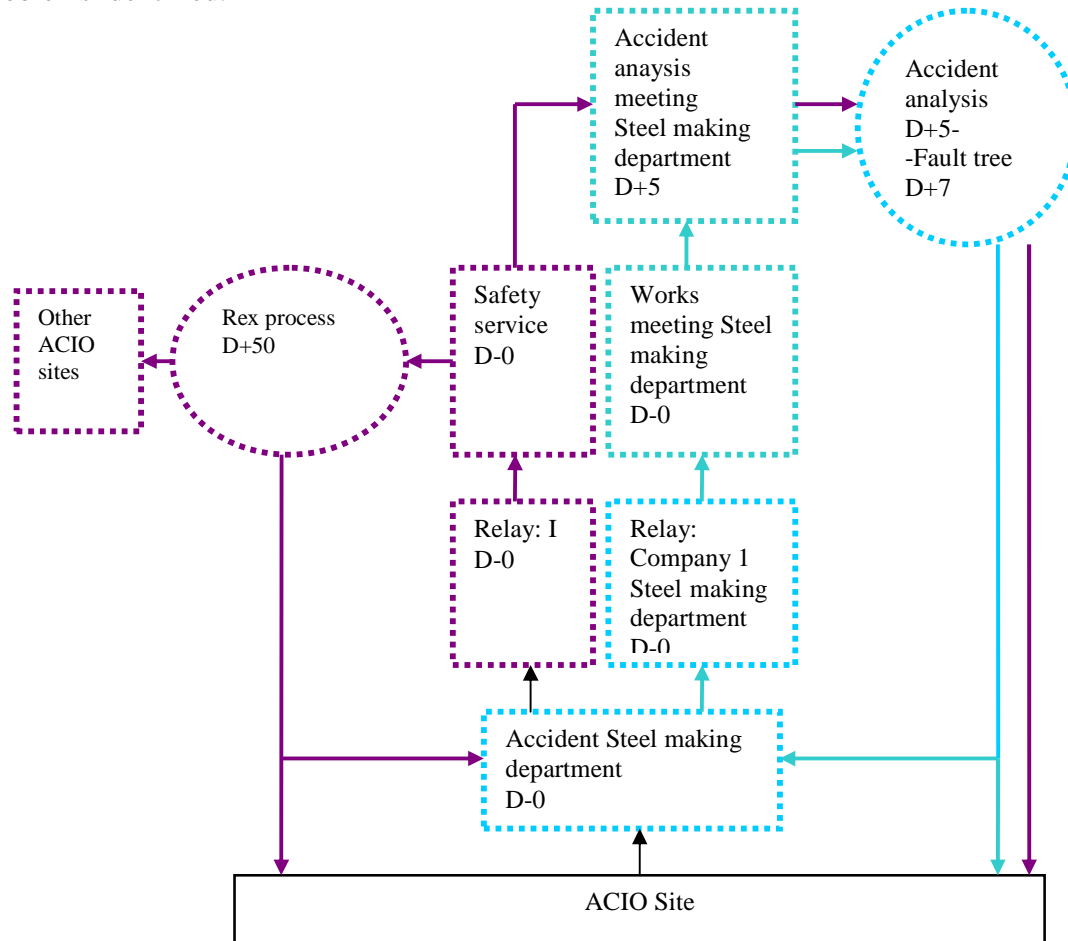 Accident
anaysis
meeting
Steel making
department
D+5
Accident
analysis
D+5-
-Fault tree
D+7
Other
ACIO
sites
Rex process
D+50
Safety
service
D-0
Works
meeting Steel
making
department
D-0
Relay: I
D-0
Relay:
Company 1
Steel making
department
D-0
Accident Steel making
department
D-0
ACIO Site